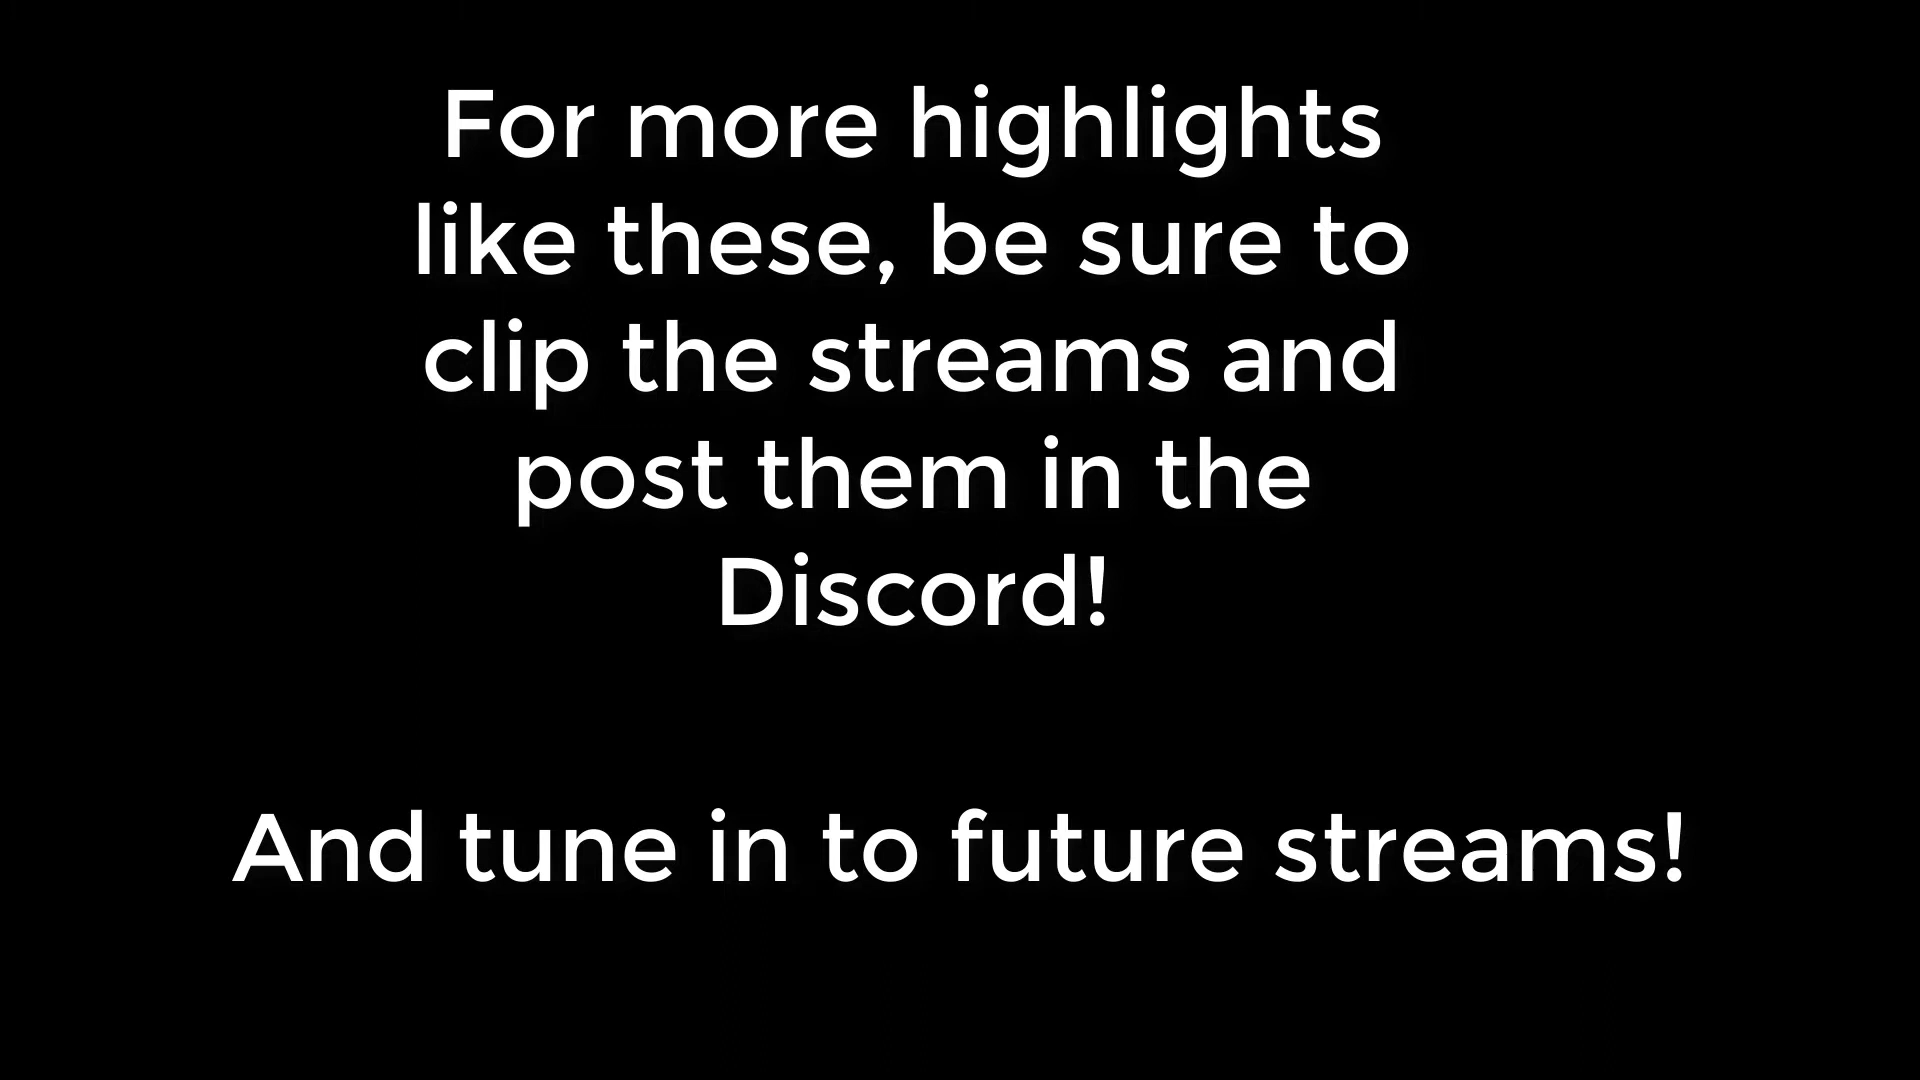 For more highlights
like these, be sure to
clip the streams and
post them in the
Discord!
And tune in to future streams!